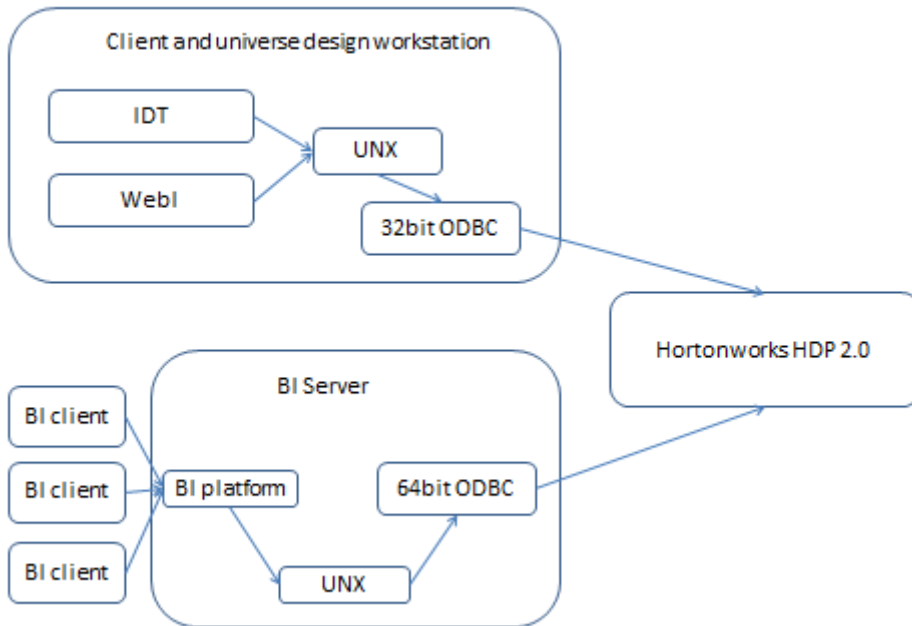 Client and universe design workstation
IDT
UNX
WebI
32bit ODBC
Hortonworks HDP 2.0
BI Server
BI client
BI client
BI client
BI platform
64bit ODBC
UNX